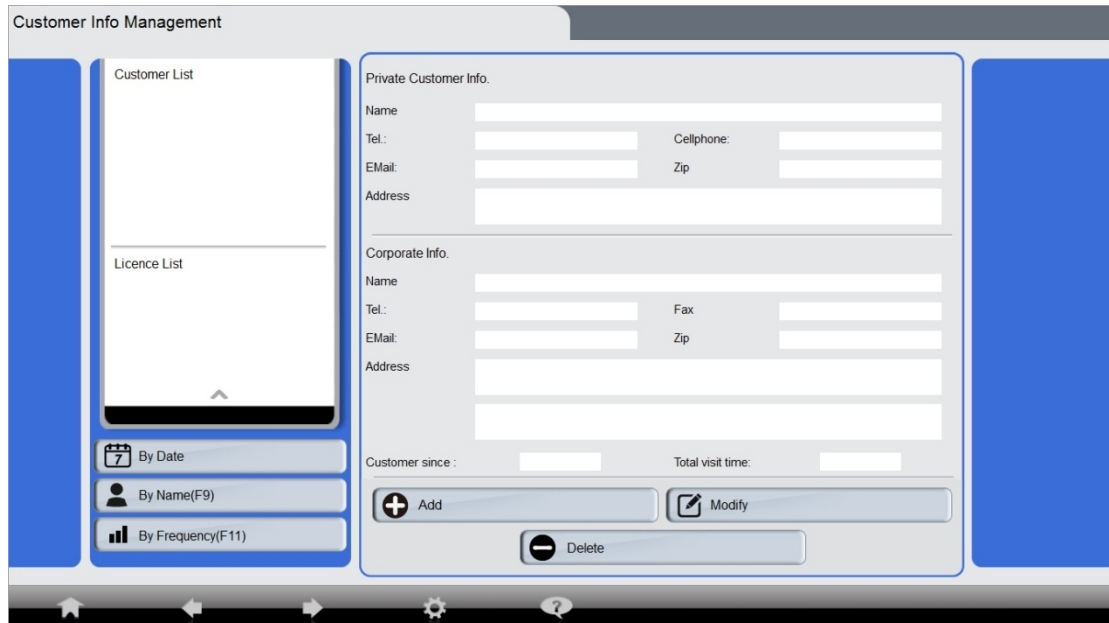 Customer Info Management
Customer List
Licence List
7 By Date
By Name(F9)
By Frequency(F11)
Private Customer Info.
Name
Tel.: Cellphone:
EMail: Zip
Address
Corporate Info.
Name
Tel.: Fax
EMail: Zip
Address
Customer since : Total visit time:
Add Modify
Delete
?